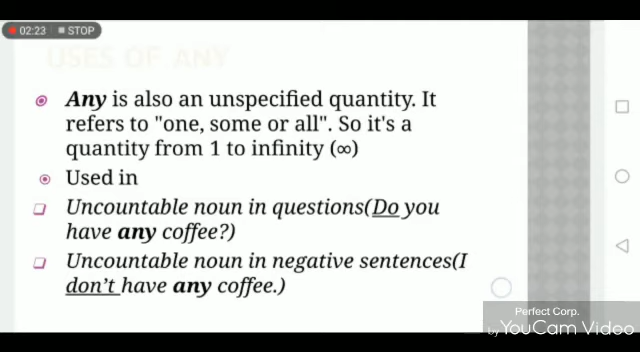 02:23 STOP
USES OF ANY
Any is also an unspecified quantity. It
refers to "one, some or all". So it's a
quantity from 1 to infinity (∞)
Used in
Uncountable noun in questions(Do you
have any coffee?)
Uncountable noun in negative sentences(I
don't have any coffee.)
Perfect Corp.
by YouCam Video